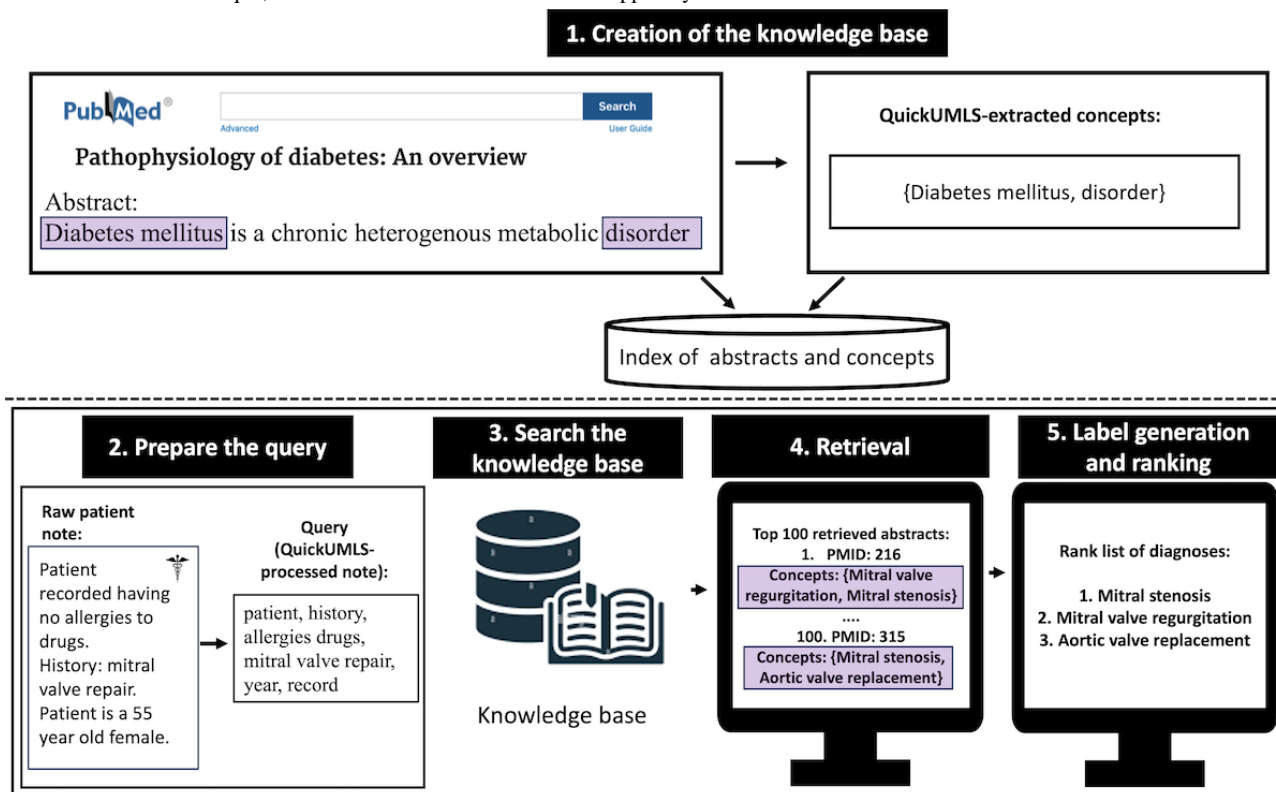 1. Creation of the knowledge base
PubMed®
Search
Advanced
User Guide
Pathophysiology of diabetes: An overview
Abstract:
Diabetes mellitus is a chronic heterogenous metabolic disorder
QuickUMLS-extracted concepts:
{Diabetes mellitus, disorder}
Index of abstracts and concepts
2. Prepare the query
Raw patient
note:
Patient
recorded having
no allergies to
drugs.
History: mitral
valve repair.
Patient is a 55
year old female.
Query
(QuickUMLS-
processed note):
patient, history,
allergies drugs,
mitral valve repair,
year, record
3. Search the
knowledge base
Knowledge base
4. Retrieval
Top 100 retrieved abstracts:
1. PMID: 216
Concepts: {Mitral valve
regurgitation, Mitral stenosis}
....
100. PMID: 315
Concepts: {Mitral stenosis,
Aortic valve replacement}
5. Label generation
and ranking
Rank list of diagnoses:
1. Mitral stenosis
2. Mitral valve regurgitation
3. Aortic valve replacement